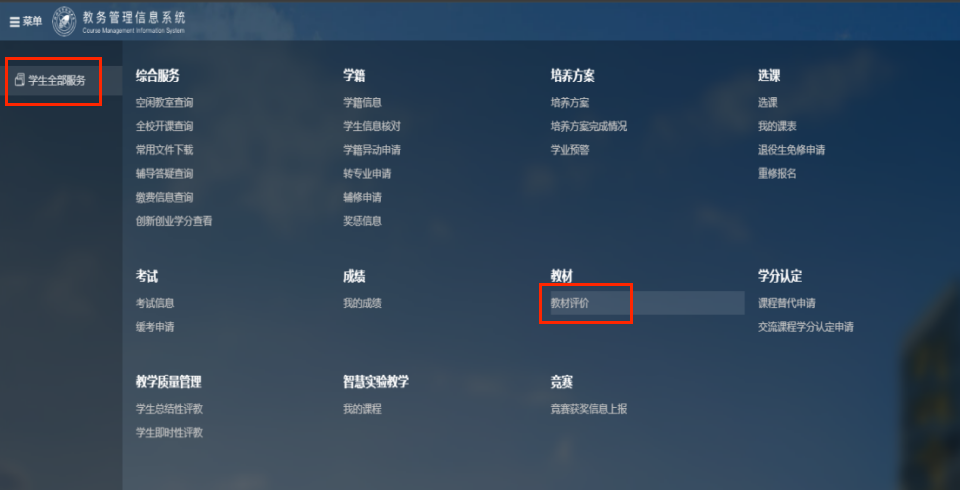 菜单
教务管理信息系统
Course Management Information System
学生全部服务
综合服务
空闲教室查询
全校开课查询
常用文件下载
辅导答疑查询
缴费信息查询
创新创业学分查看
学籍
学籍信息
学生信息核对
学籍异动申请
转专业申请
辅修申请
奖惩信息
培养方案
培养方案
培养方案完成情况
学业预警
选课
选课
我的课表
退役生免修申请
重修报名
考试
考试信息
缓考申请
成绩
我的成绩
教材
教材评价
学分认定
课程替代申请
交流课程学分认定申请
教学质量管理
学生总结性评教
学生即时性评教
智慧实验教学
我的课程
竞赛
竞赛获奖信息上报